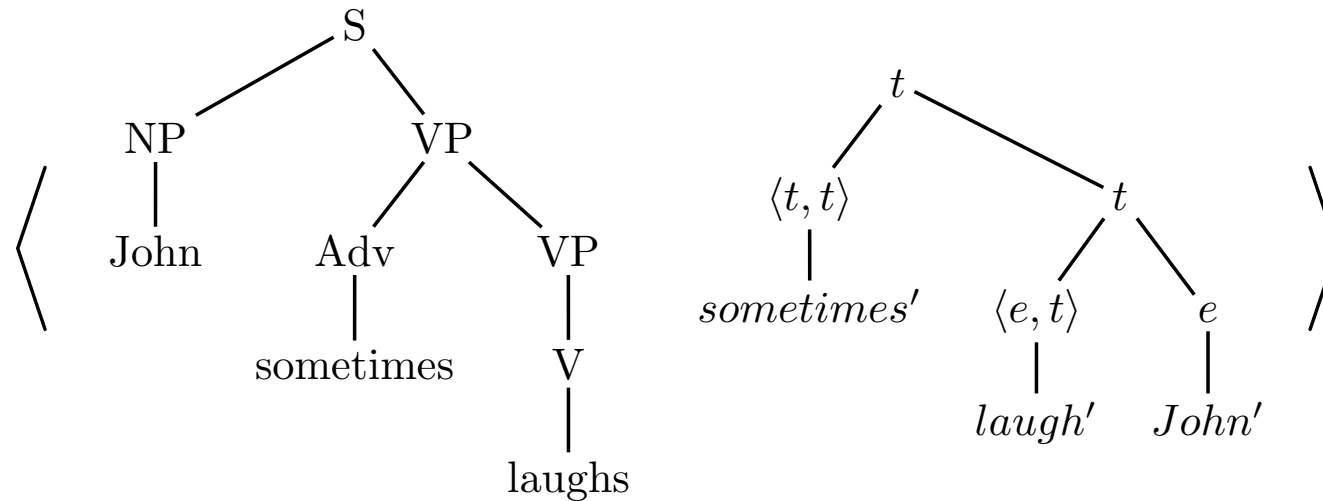 S
t
NP VP
⟨t, t⟩ t
John Adv VP
sometimes′ ⟨e, t⟩ e
sometimes V
laugh′ John′
laughs